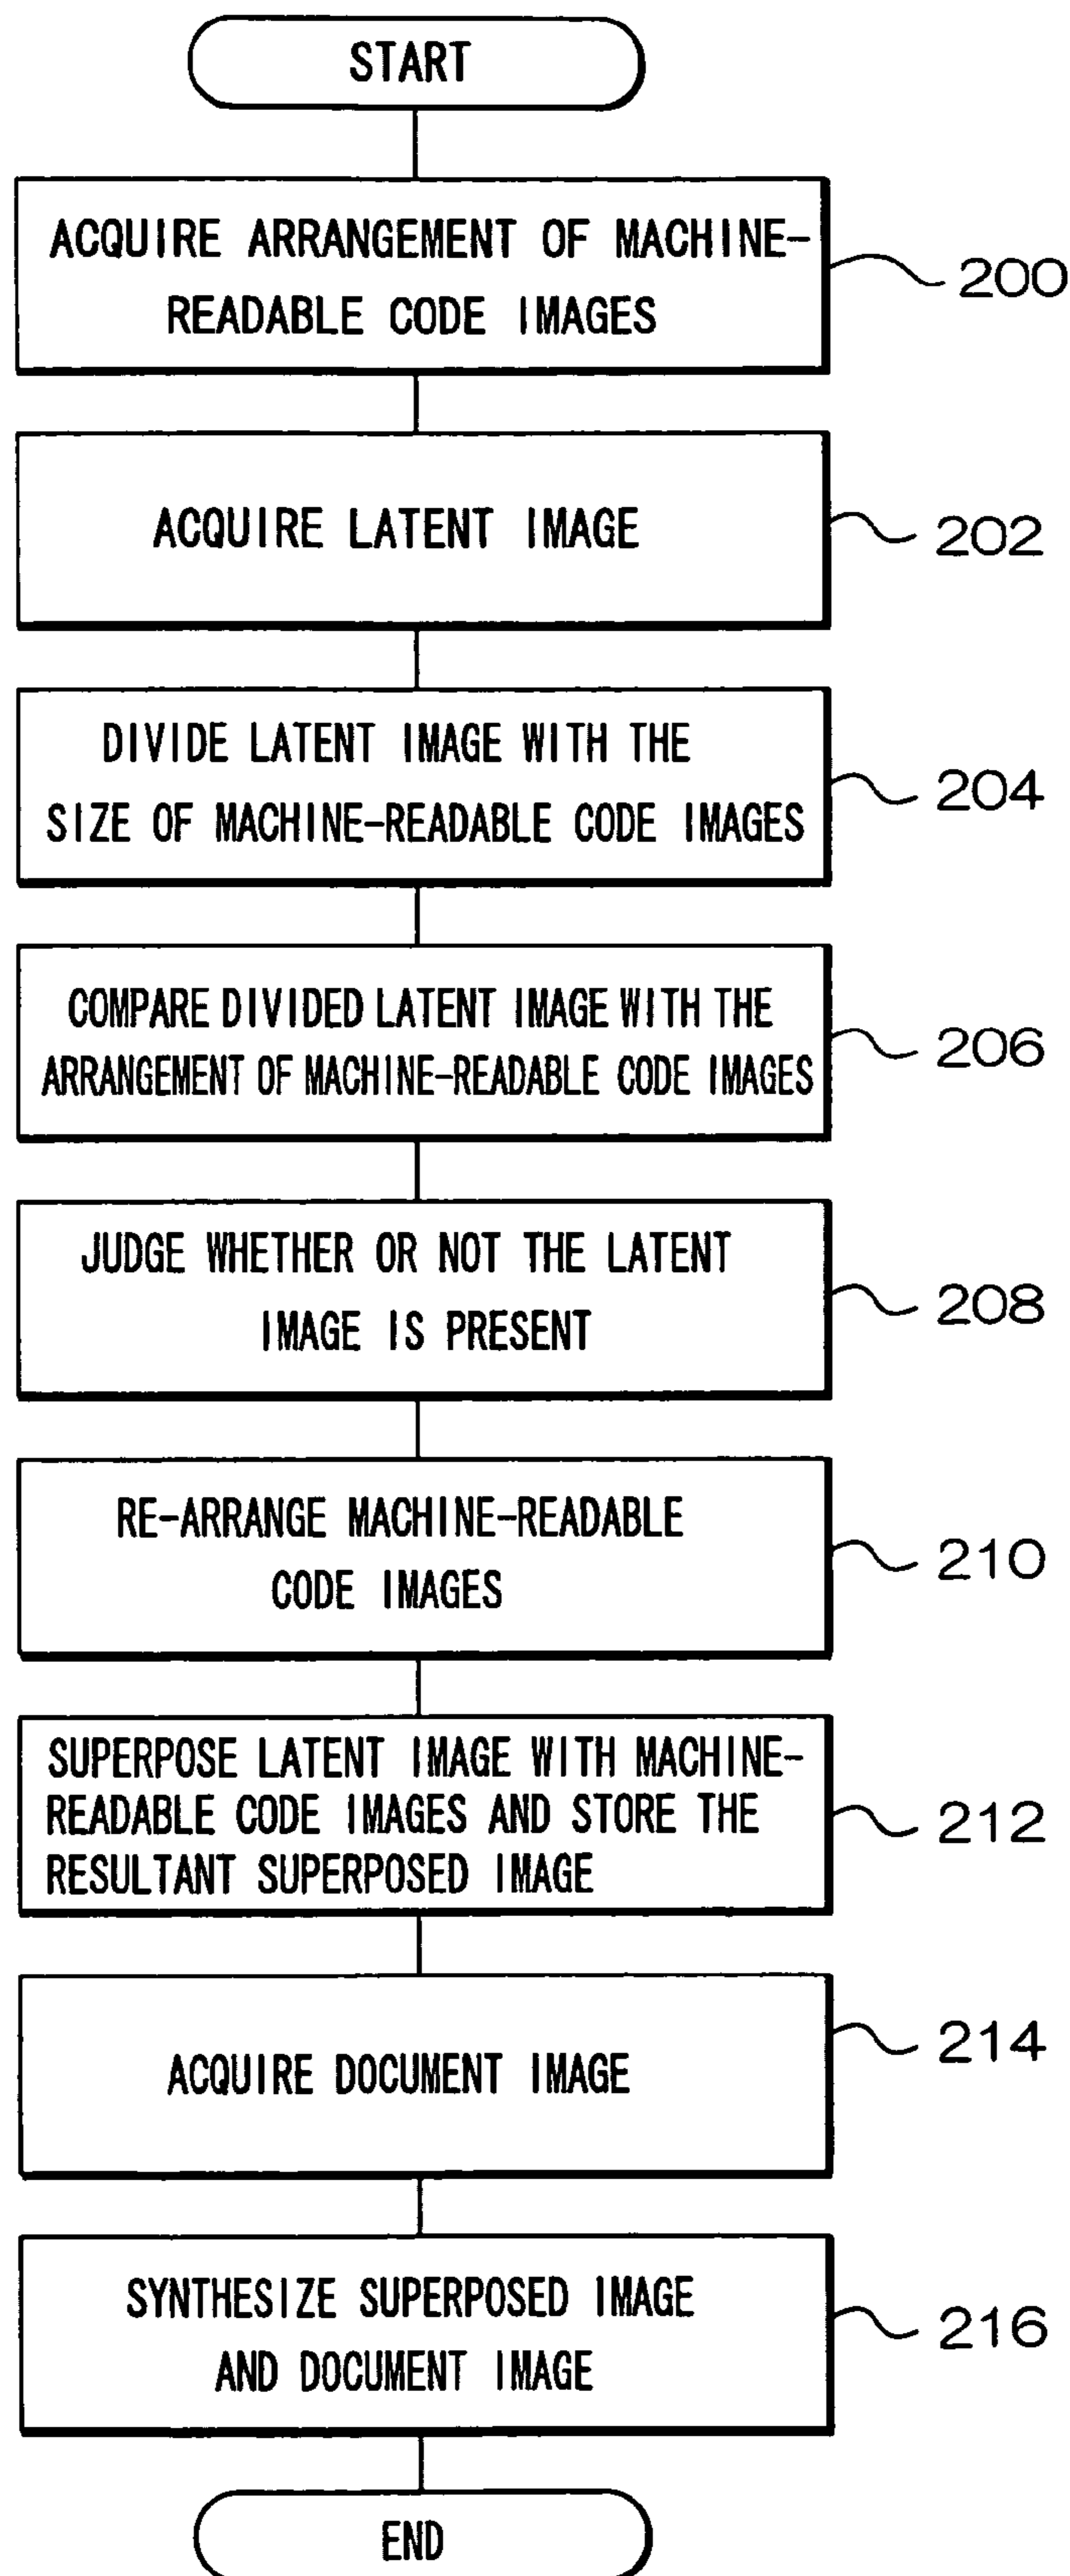 START
ACQUIRE ARRANGEMENT OF MACHINE-
READABLE CODE IMAGES
200
ACQUIRE LATENT IMAGE
202
DIVIDE LATENT IMAGE WITH THE
SIZE OF MACHINE-READABLE CODE IMAGES
204
COMPARE DIVIDED LATENT IMAGE WITH THE
ARRANGEMENT OF MACHINE-READABLE CODE IMAGES
206
JUDGE WHETHER OR NOT THE LATENT
IMAGE IS PRESENT
208
RE-ARRANGE MACHINE-READABLE
CODE IMAGES
210
SUPERPOSE LATENT IMAGE WITH MACHINE-
READABLE CODE IMAGES AND STORE THE
RESULTANT SUPERPOSED IMAGE
212
ACQUIRE DOCUMENT IMAGE
214
SYNTHESIZE SUPERPOSED IMAGE
AND DOCUMENT IMAGE
216
END